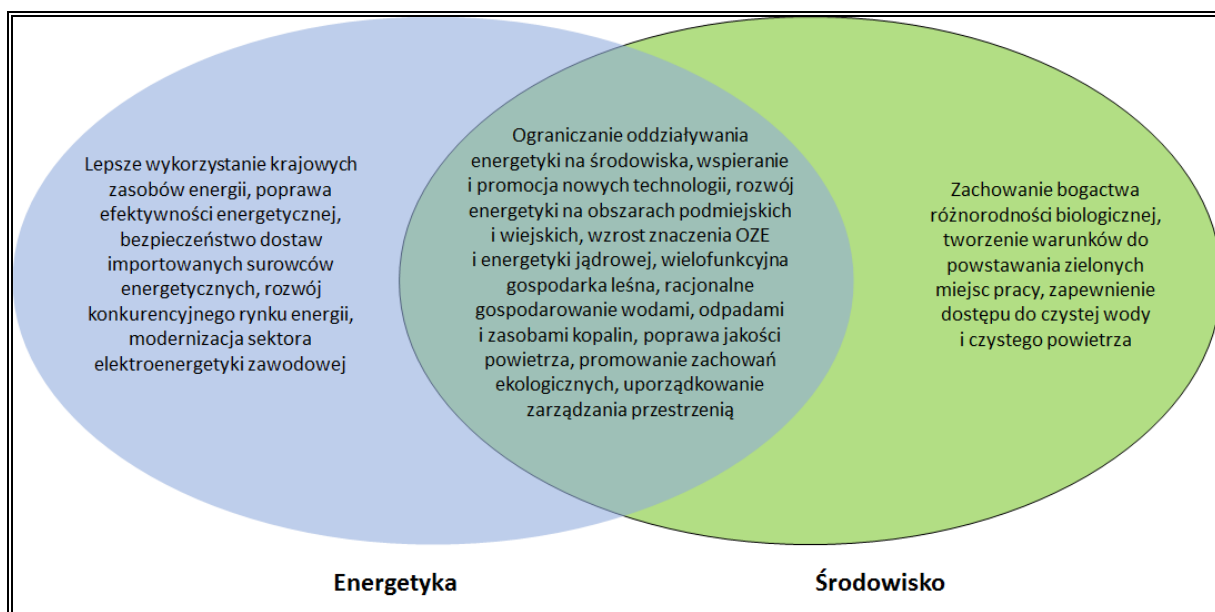 Lepsze wykorzystanie krajowych
zasobów energii, poprawa
efektywności energetycznej,
bezpieczeństwo dostaw
importowanych surowców
energetycznych, rozwój
konkurencyjnego rynku energii,
modernizacja sektora
elektroenergetyki zawodowej
Ograniczanie oddziaływania
energetyki na środowiska, wspieranie
i promocja nowych technologii, rozwój
energetyki na obszarach podmiejskich
i wiejskich, wzrost znaczenia OZE
i energetyki jądrowej, wielofunkcyjna
gospodarka leśna, racjonalne
gospodarowanie wodami, odpadami
i zasobami kopalin, poprawa jakości
powietrza, promowanie zachowań
ekologicznych, uporządkowanie
zarządzania przestrzenią
Zachowanie bogactwa
różnorodności biologicznej,
tworzenie warunków do
powstawania zielonych
miejsc pracy, zapewnienie
dostępu do czystej wody
i czystego powietrza
Energetyka
Środowisko